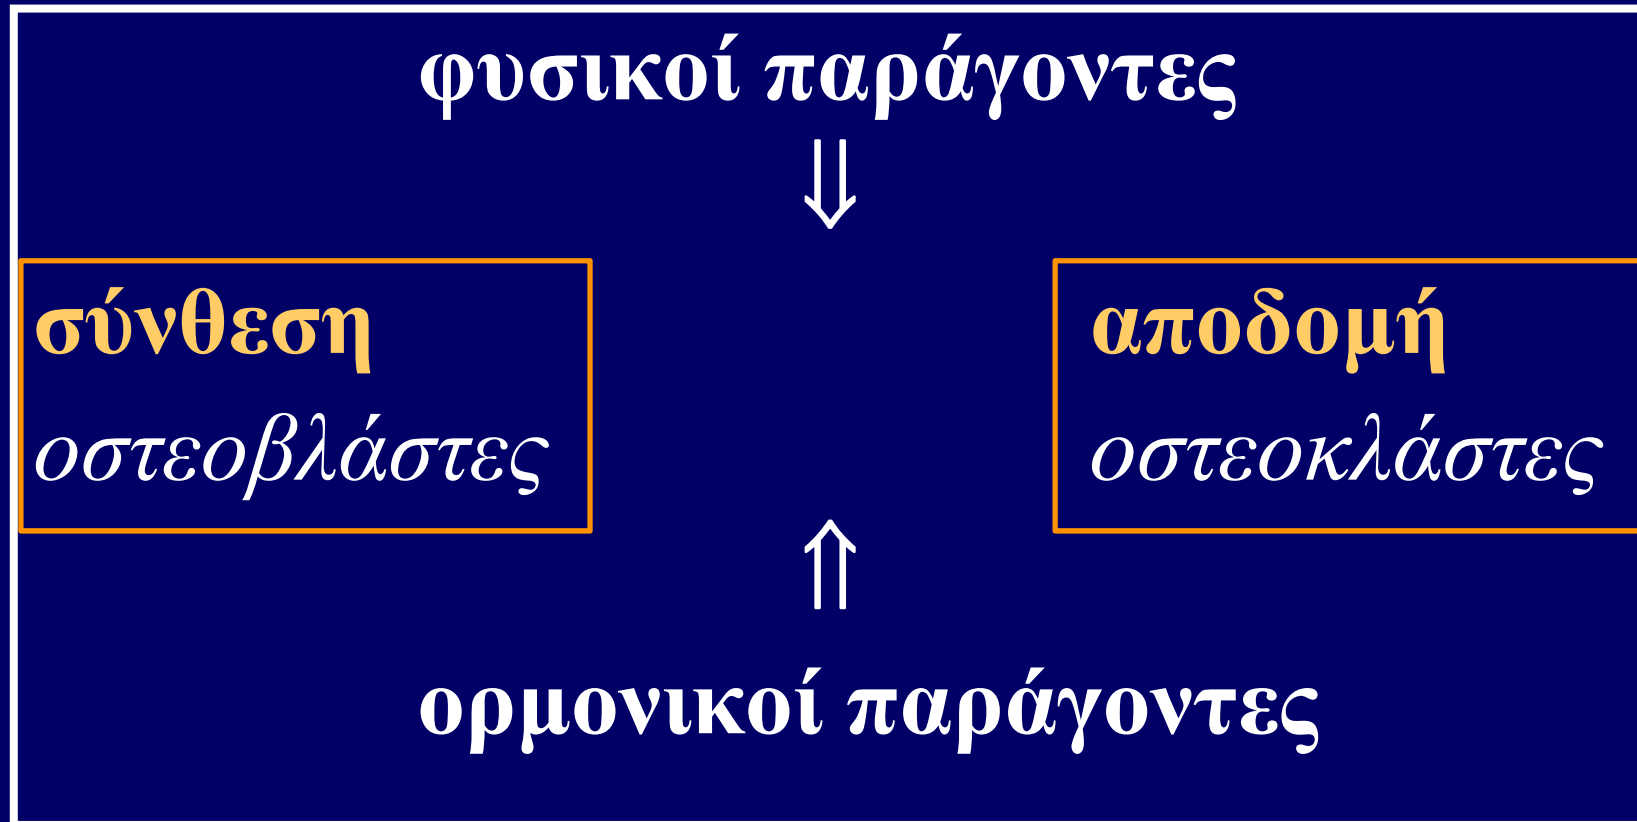 φυσικοί παράγοντες
⇓
σύνθεση
οστεοβλάστες
αποδομή
οστεοκλάστες
⇑
ορμονικοί παράγοντες